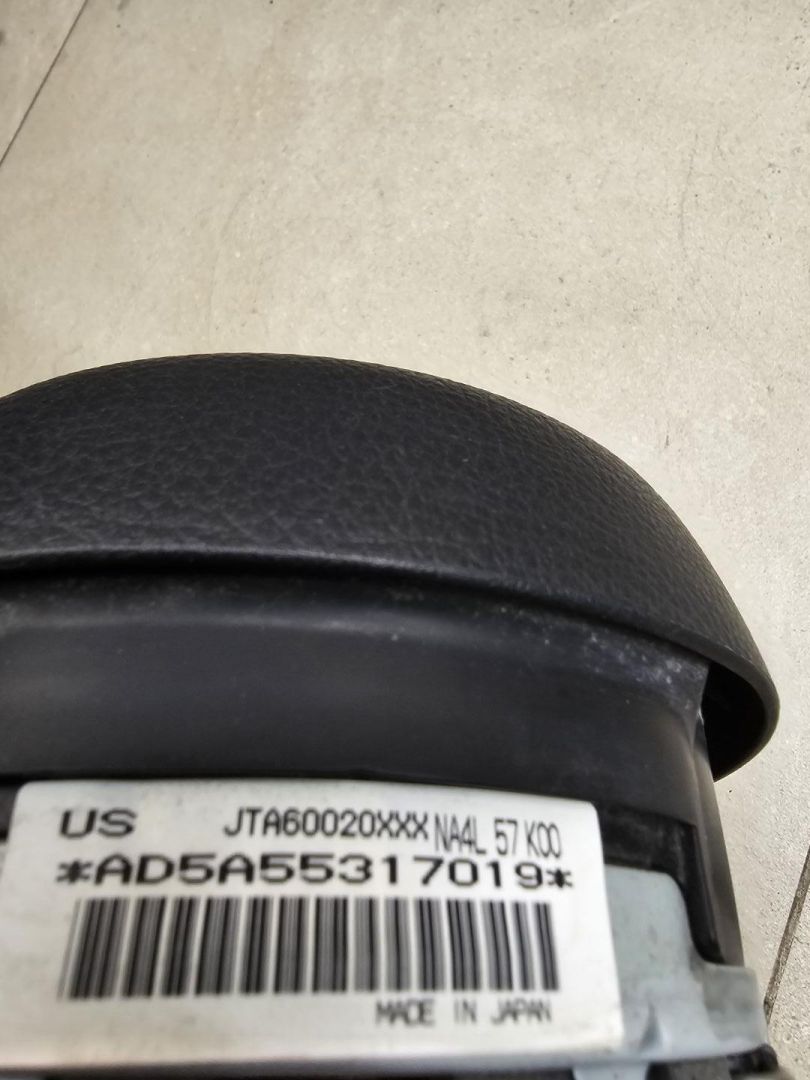 US JTA60020XXX NA4L 57 K00
*AD5A55317019*
MADE IN JAPAN